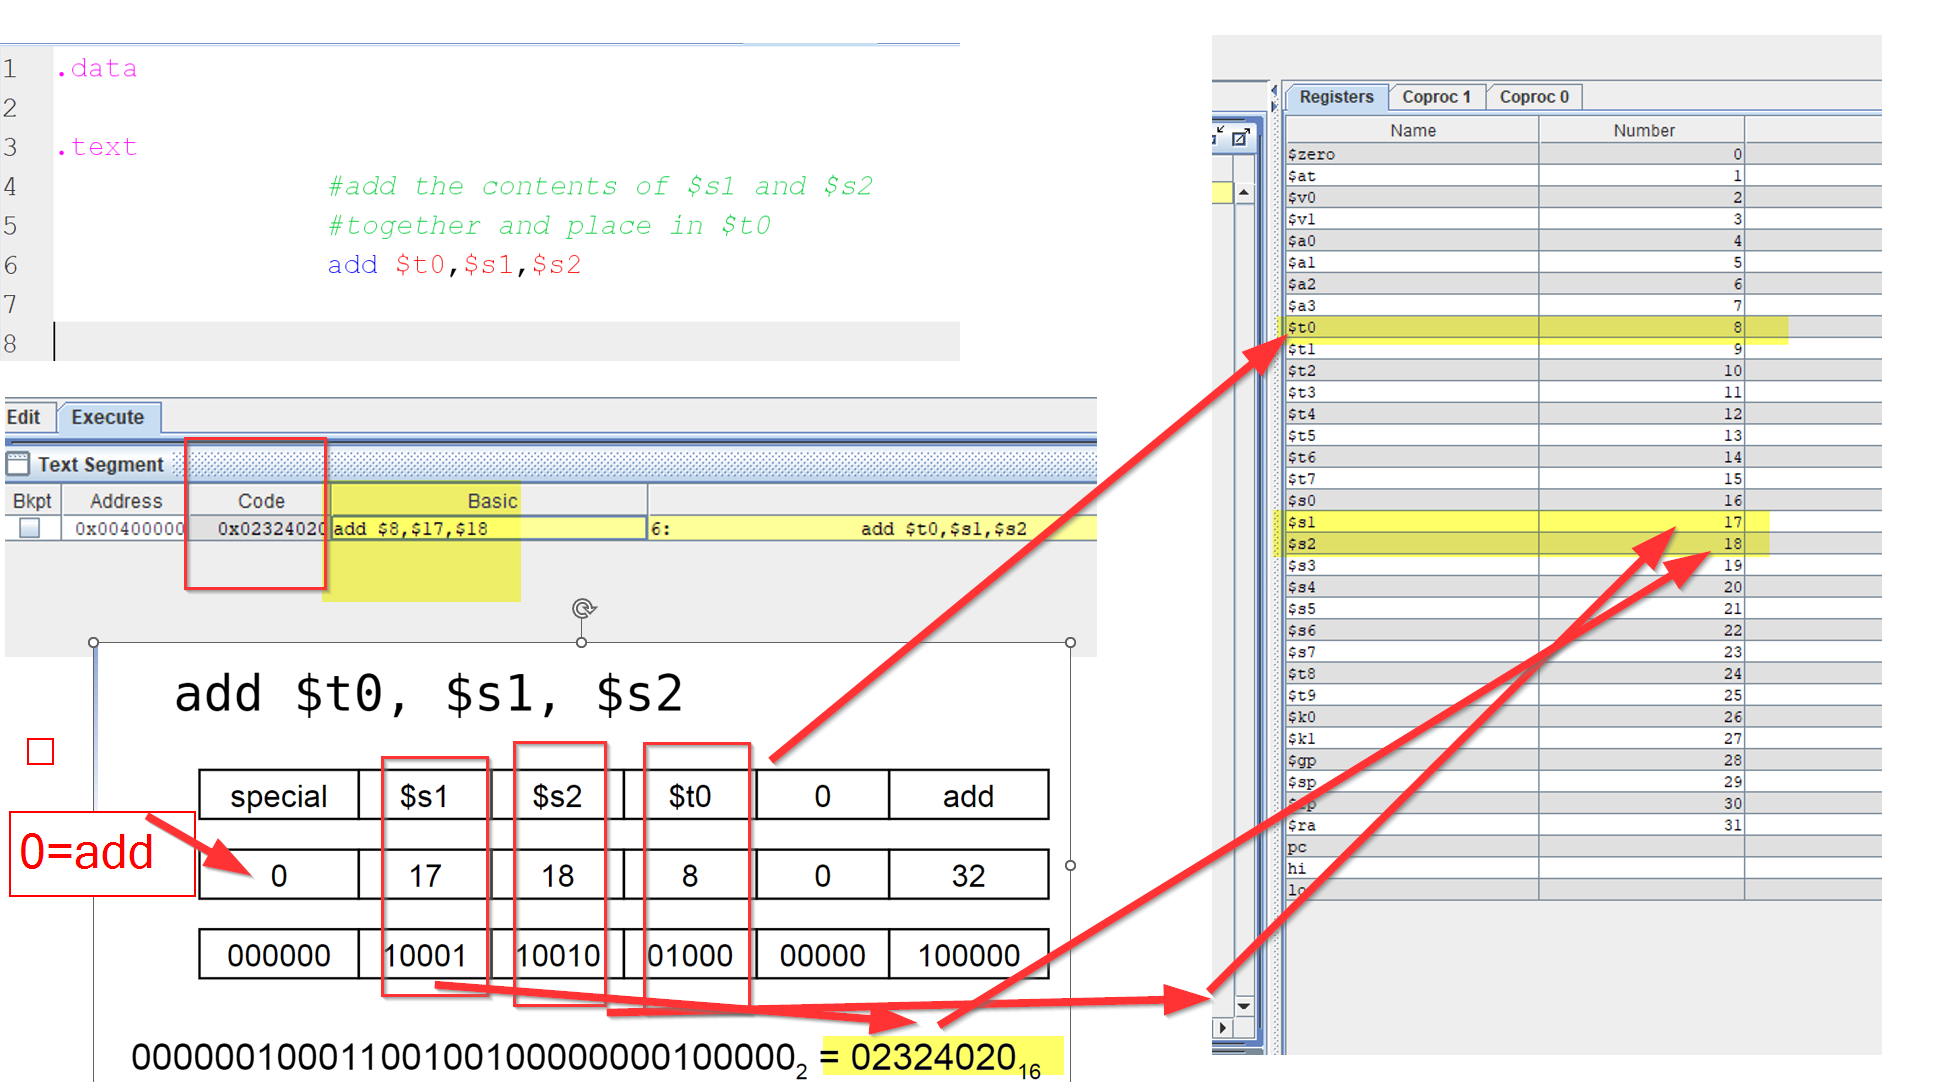 1 .data
2
3 .text
4 #add the contents of $s1 and $s2
5 #together and place in $t0
6 add $t0,$s1,$s2
7
8
Edit Execute
Text Segment
Bkpt Address Code Basic
0x00400000 0x02324020 add $8,$17,$18 6: add $t0,$s1,$s2
add $t0, $s1, $s2
special $s1 $s2 $t0 0 add
0=add
0 17 18 8 0 32
000000 10001 10010 01000 00000 100000
00000010001100100100000000100000₂ = 02324020₁₆
Registers Coproc 1 Coproc 0
Name Number
$zero 0
$at 1
$v0 2
$v1 3
$a0 4
$a1 5
$a2 6
$a3 7
$t0 8
$t1 9
$t2 10
$t3 11
$t4 12
$t5 13
$t6 14
$t7 15
$s0 16
$s1 17
$s2 18
$s3 19
$s4 20
$s5 21
$s6 22
$s7 23
$t8 24
$t9 25
$k0 26
$k1 27
$gp 28
$sp 29
30
$ra 31
pc
hi
lo